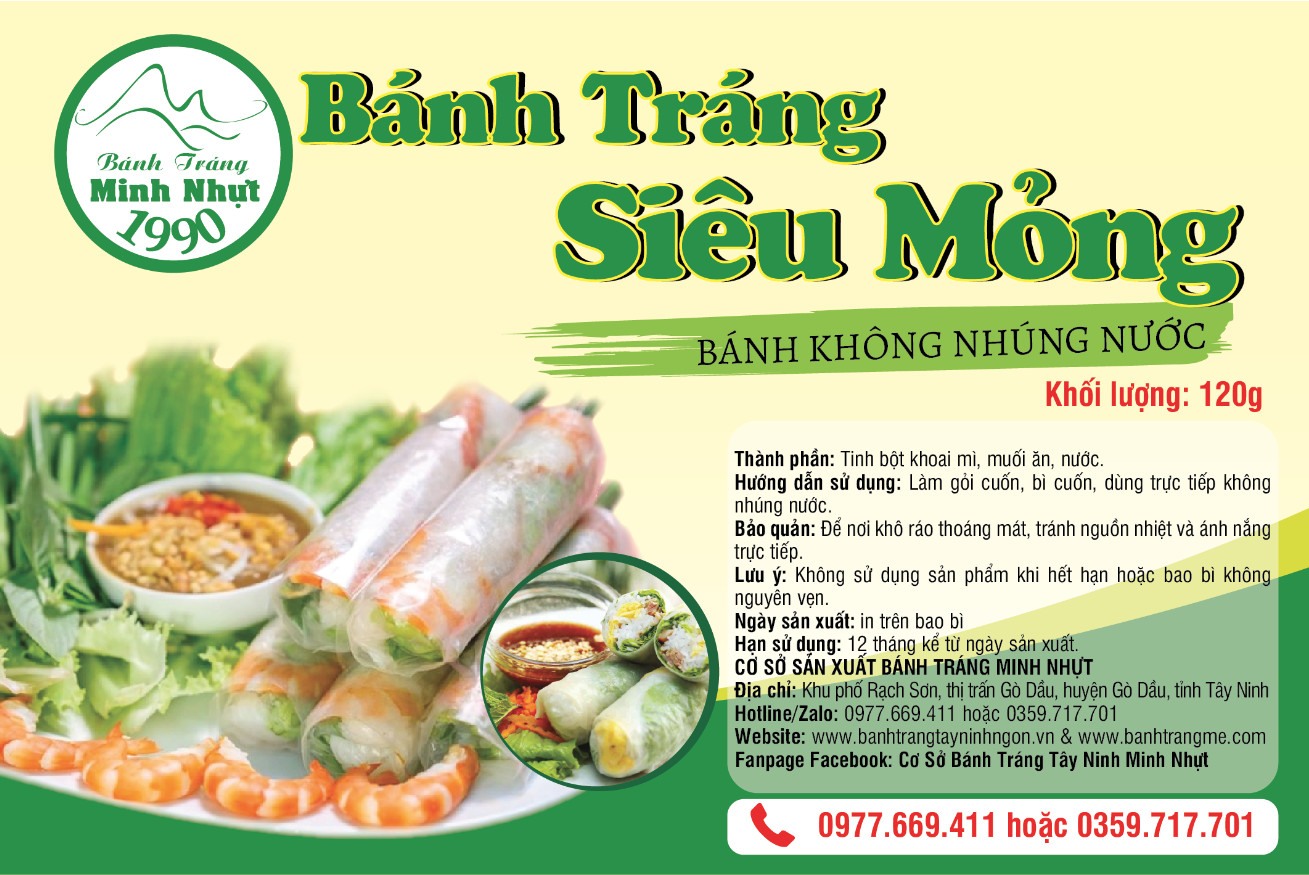 Bánh Tráng
Minh Nhựt
1990
Bánh Tráng
Siêu Mỏng
BÁNH KHÔNG NHÚNG NƯỚC
Khối lượng: 120g
Thành phần: Tinh bột khoai mì, muối ăn, nước.
Hướng dẫn sử dụng: Làm gỏi cuốn, bì cuốn, dùng trực tiếp không
nhúng nước.
Bảo quản: Để nơi khô ráo thoáng mát, tránh nguồn nhiệt và ánh nắng
trực tiếp.
Lưu ý: Không sử dụng sản phẩm khi hết hạn hoặc bao bì không
nguyên vẹn.
Ngày sản xuất: in trên bao bì
Hạn sử dụng: 12 tháng kể từ ngày sản xuất.
CƠ SỞ SẢN XUẤT BÁNH TRÁNG MINH NHỰT
Địa chỉ: Khu phố Rạch Sơn, thị trấn Gò Dầu, huyện Gò Dầu, tỉnh Tây Ninh
Hotline/Zalo: 0977.669.411 hoặc 0359.717.701
Website: www.banhtrangtayninhngon.vn & www.banhtrangme.com
Fanpage Facebook: Cơ Sở Bánh Tráng Tây Ninh Minh Nhựt
0977.669.411 hoặc 0359.717.701